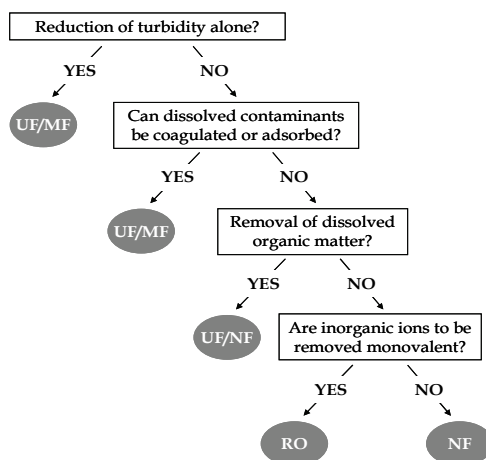 Reduction of turbidity alone?
YES
NO
UF/MF
Can dissolved contaminants
be coagulated or adsorbed?
YES
NO
UF/MF
Removal of dissolved
organic matter?
YES
NO
UF/NF
Are inorganic ions to be
removed monovalent?
YES
NO
RO
NF